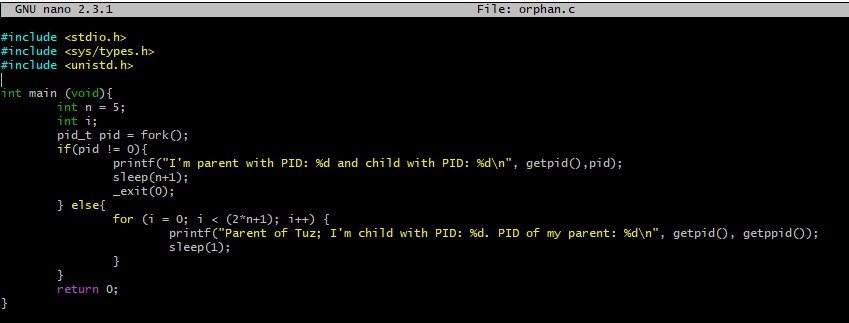 GNU nano 2.3.1 File: orphan.c
#include <stdio.h>
#include <sys/types.h>
#include <unistd.h>
int main (void){
int n = 5;
int i;
pid_t pid = fork();
if(pid != 0){
printf("I'm parent with PID: %d and child with PID: %d\n", getpid(),pid);
sleep(n+1);
_exit(0);
} else{
for (i = 0; i < (2*n+1); i++) {
printf("Parent of Tuz; I'm child with PID: %d. PID of my parent: %d\n", getpid(), getppid());
sleep(1);
}
}
return 0;
}